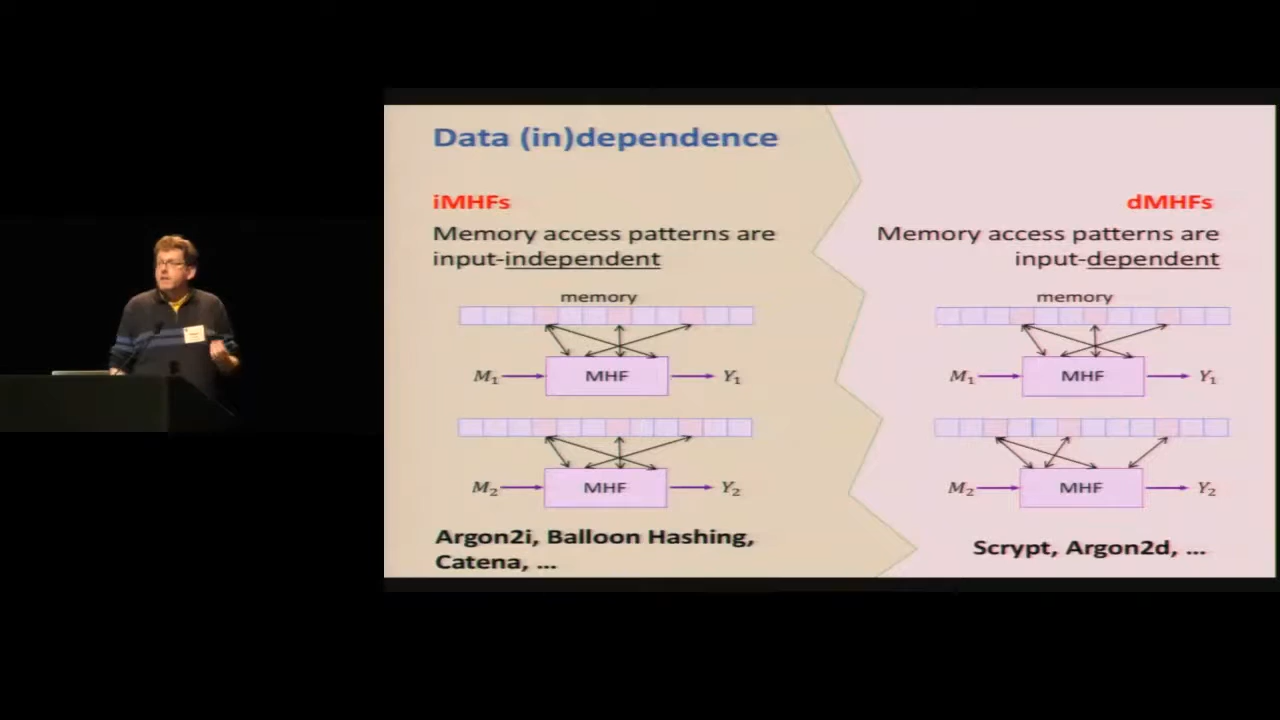 Data (in)dependence
iMHFs
Memory access patterns are
input-independent
memory
M₁
MHF
Y₁
M₂
MHF
Y₂
Argon2i, Balloon Hashing,
Catena, ...
dMHFs
Memory access patterns are
input-dependent
memory
M₁
MHF
Y₁
M₂
MHF
Y₂
Scrypt, Argon2d, ...